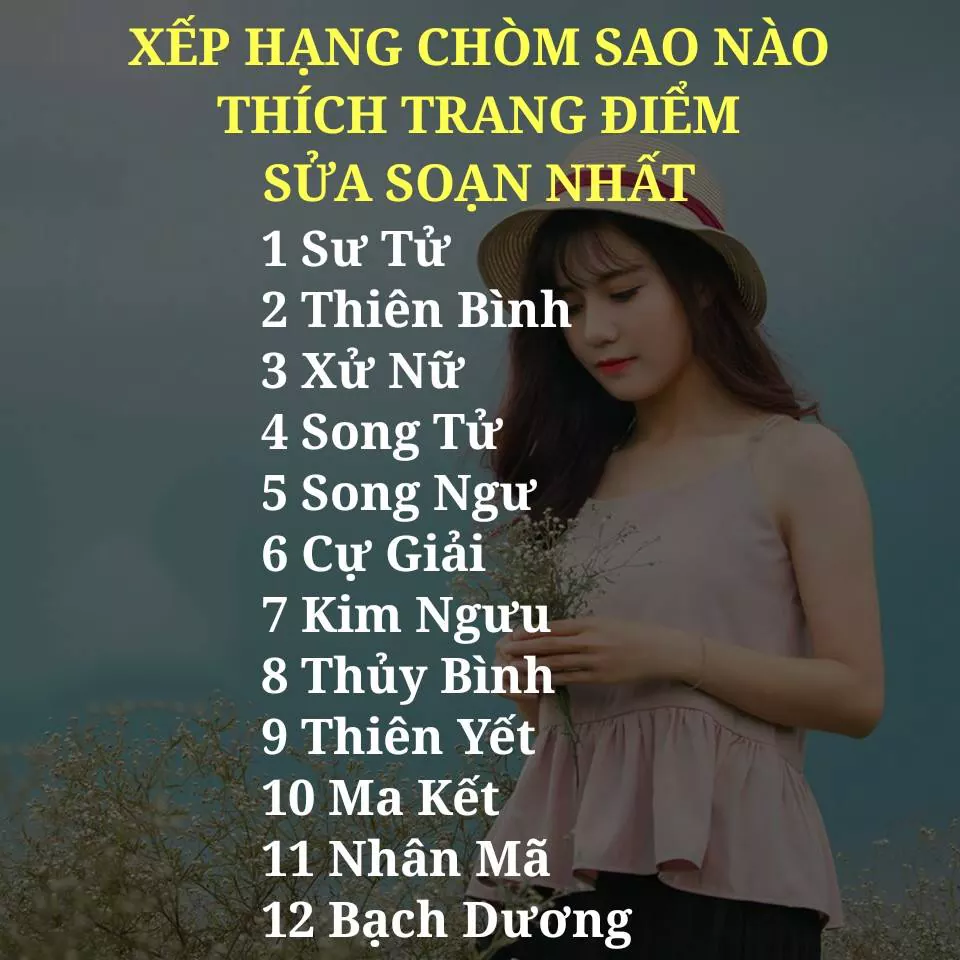 XẾP HẠNG CHÒM SAO NÀO
THÍCH TRANG ĐIỂM
SỬA SOẠN NHẤT
1 Sư Tử
2 Thiên Bình
3 Xử Nữ
4 Song Tử
5 Song Ngư
6 Cự Giải
7 Kim Ngưu
8 Thủy Bình
9 Thiên Yết
10 Ma Kết
11 Nhân Mã
12 Bạch Dương